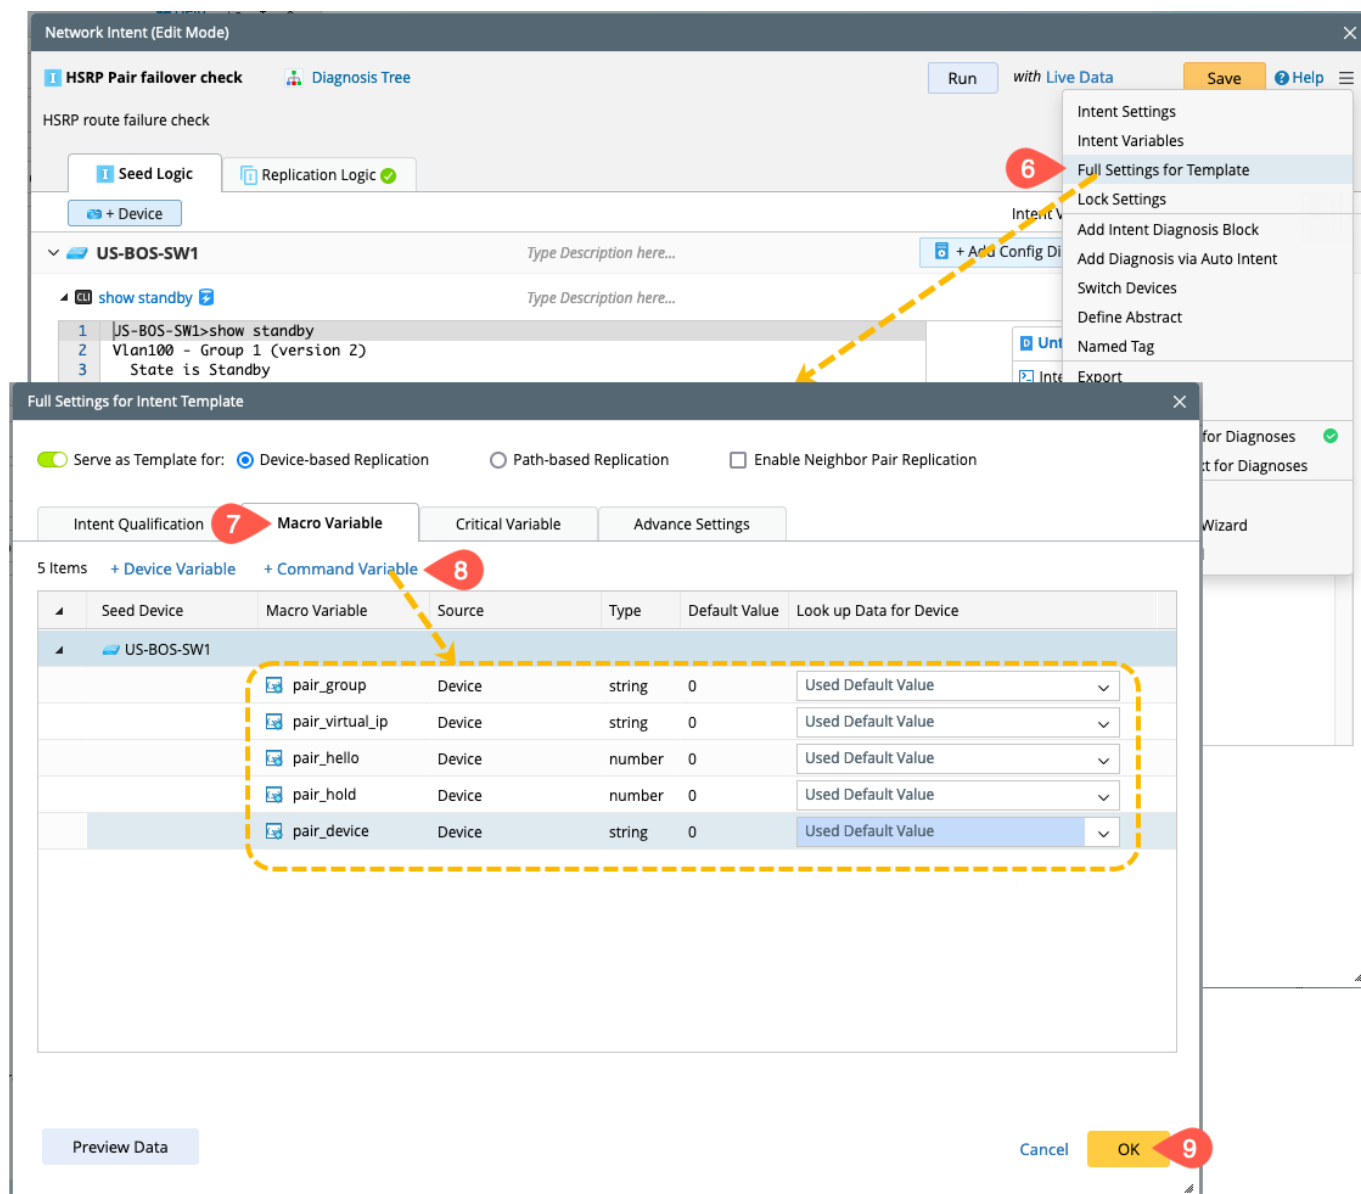 Network Intent (Edit Mode)
HSRP Pair failover check Diagnosis Tree Run with Live Data Save Help
HSRP route failure check
Intent Settings
Intent Variables
6 Full Settings for Template
Lock Settings
Add Intent Diagnosis Block
Add Diagnosis via Auto Intent
Switch Devices
Define Abstract
Named Tag
Export
for Diagnoses
t for Diagnoses
Wizard
Seed Logic Replication Logic
+ Device Intent V
US-BOS-SW1 Type Description here... + Add Config Di
CLI show standby Type Description here...
1 US-BOS-SW1>show standby
2 Vlan100 - Group 1 (version 2)
3 State is Standby
D Unt
Inte
Full Settings for Intent Template
Serve as Template for: Device-based Replication Path-based Replication Enable Neighbor Pair Replication
Intent Qualification 7 Macro Variable Critical Variable Advance Settings
5 Items + Device Variable + Command Variable 8
Seed Device Macro Variable Source Type Default Value Look up Data for Device
US-BOS-SW1
pair_group Device string 0 Used Default Value
pair_virtual_ip Device string 0 Used Default Value
pair_hello Device number 0 Used Default Value
pair_hold Device number 0 Used Default Value
pair_device Device string 0 Used Default Value
Preview Data Cancel OK 9